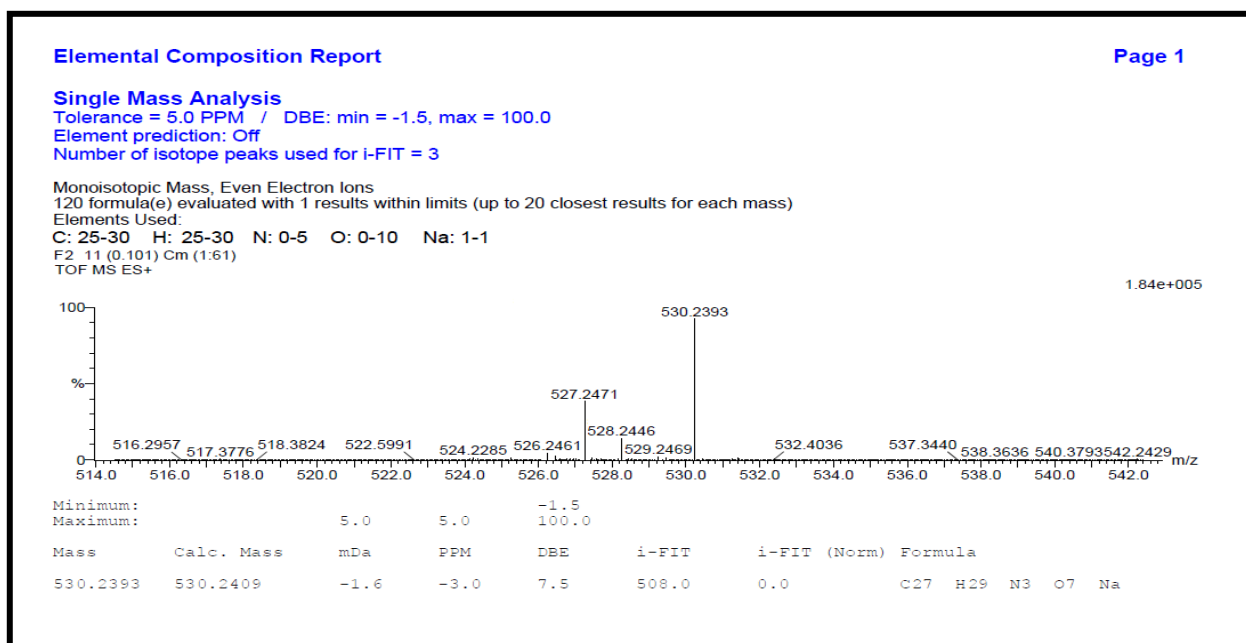 Elemental Composition Report Page 1
Single Mass Analysis
Tolerance = 5.0 PPM / DBE: min = -1.5, max = 100.0
Element prediction: Off
Number of isotope peaks used for i-FIT = 3
Monoisotopic Mass, Even Electron Ions
120 formula(e) evaluated with 1 results within limits (up to 20 closest results for each mass)
Elements Used:
C: 25-30 H: 25-30 N: 0-5 O: 0-10 Na: 1-1
F2 11 (0.101) Cm (1:61)
TOF MS ES+
1.84e+005
100
530.2393
%
527.2471
528.2446
516.2957 517.3776 518.3824 522.5991 524.2285 526.2461 529.2469 532.4036 537.3440 538.3636 540.3793 542.2429
0
m/z
514.0 516.0 518.0 520.0 522.0 524.0 526.0 528.0 530.0 532.0 534.0 536.0 538.0 540.0 542.0
Minimum: -1.5
Maximum: 5.0 5.0 100.0
Mass Calc. Mass mDa PPM DBE i-FIT i-FIT (Norm) Formula
530.2393 530.2409 -1.6 -3.0 7.5 508.0 0.0 C27 H29 N3 O7 Na